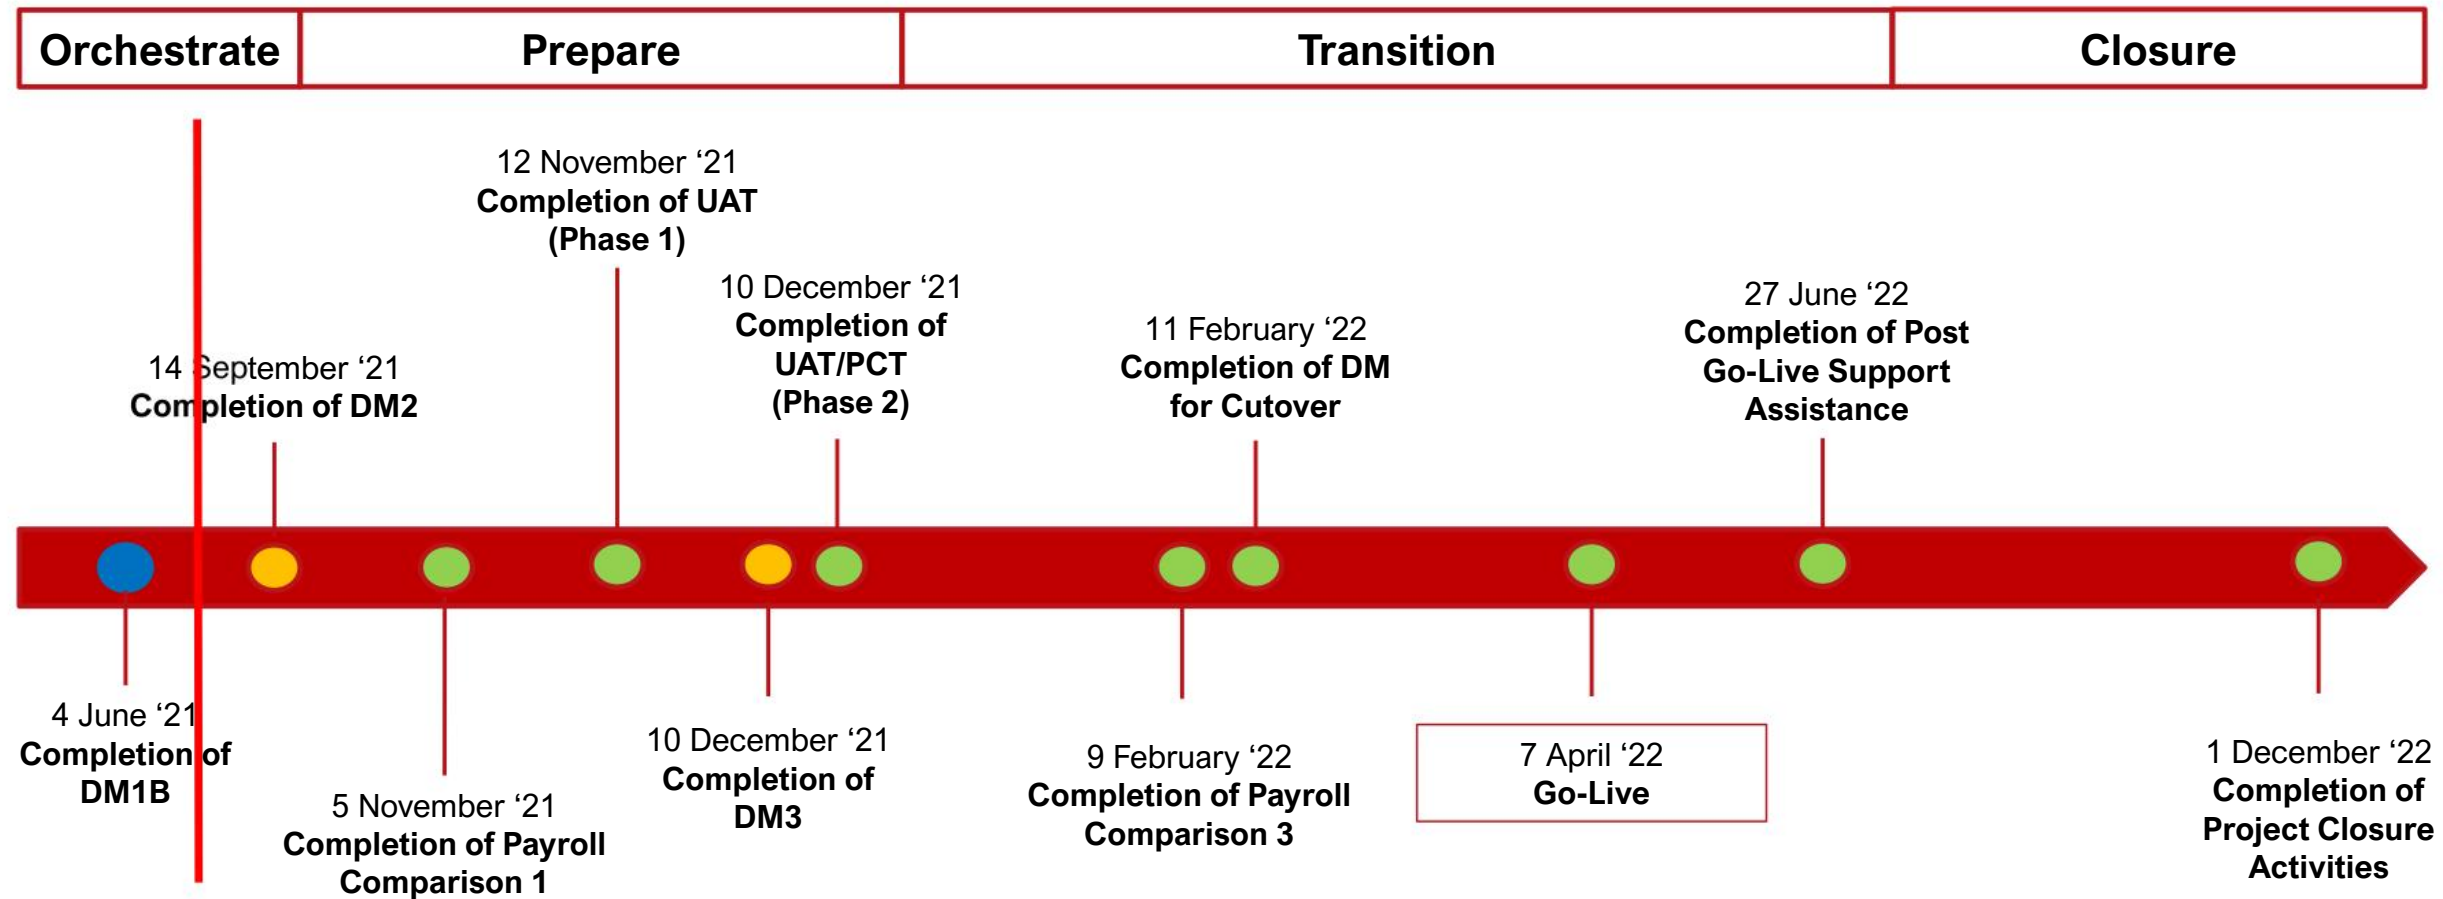 Orchestrate
Prepare
Transition
Closure
12 November ‘21
Completion of UAT
(Phase 1)
10 December ‘21
Completion of
UAT/PCT
(Phase 2)
27 June ‘22
Completion of Post
Go-Live Support
Assistance
11 February ‘22
Completion of DM
for Cutover
14 September ‘21
Completion of DM2
4 June ‘21
Completion of
DM1B
5 November ‘21
Completion of Payroll
Comparison 1
10 December ‘21
Completion of
DM3
9 February ‘22
Completion of Payroll
Comparison 3
7 April ‘22
Go-Live
1 December ‘22
Completion of
Project Closure
Activities